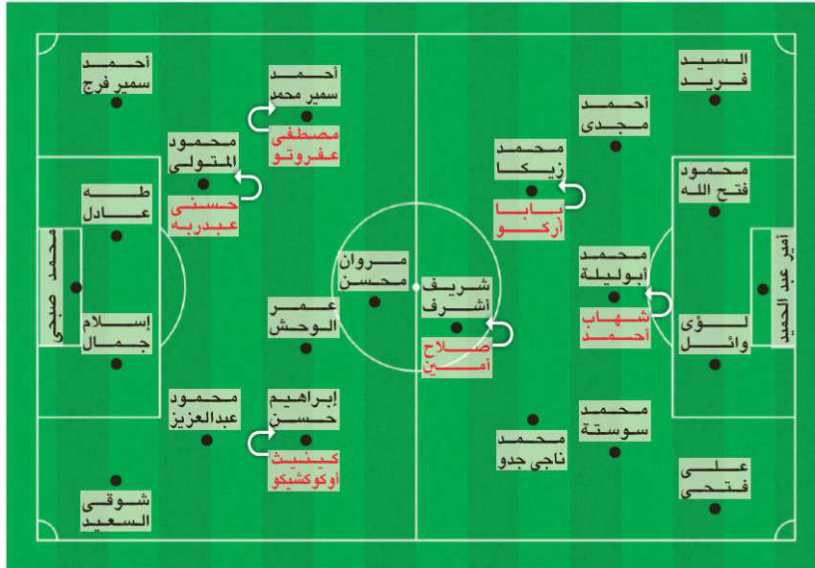 السيد
فريد
أحمد
مجدى
محمد
زيكا
بابا
أركو
محمود
فتح الله
محمد
أبوليلة
شهاب
أحمد
أمير عبد الحميد
شريف
أشرف
صلاح
أمين
لؤى
وائل
محمد
سوستة
محمد
ناجى جدو
على
فتحى
أحمد
سمير محمد
مصطفى
عفروتو
أحمد
سمير فرج
محمود
المتولى
حسنى
عبدربه
طه
عادل
محمد صبحى
مروان
محسن
عمر
الوحش
إسلام
جمال
إبراهيم
حسن
كينيث
أوكوكشيكو
محمود
عبدالعزيز
شوقى
السعيد